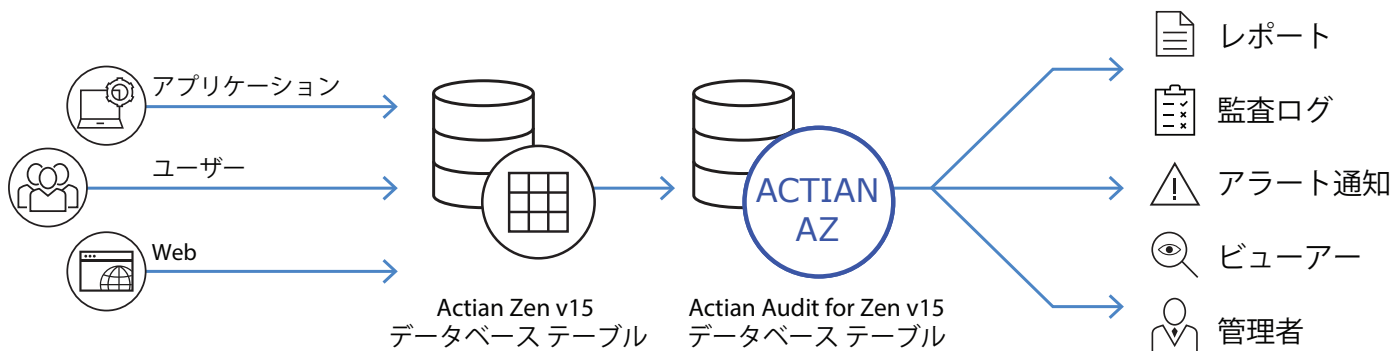 アプリケーション
ユーザー
Web
Actian Zen v15
データベース テーブル
ACTIAN
AZ
Actian Audit for Zen v15
データベース テーブル
レポート
監査ログ
アラート通知
ビューアー
管理者